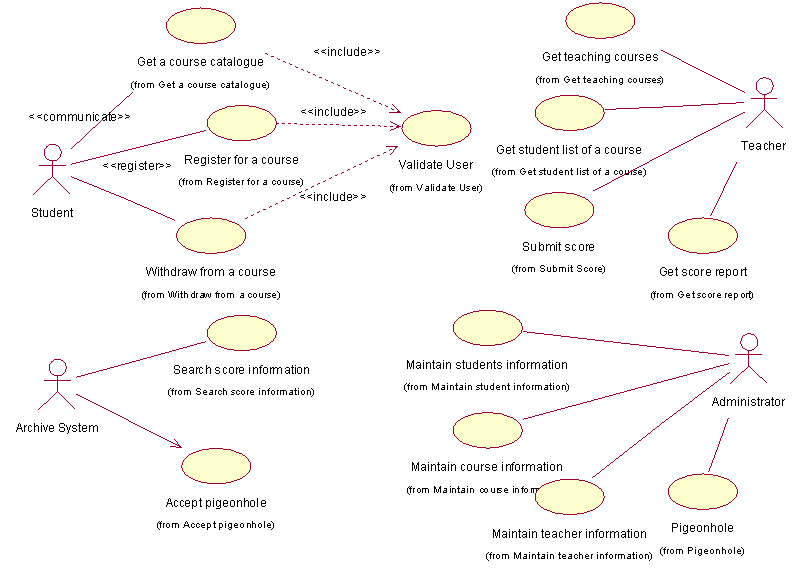 Get a course catalogue
(from Get a course catalogue)
<<include>>
<<communicate>>
Register for a course
(from Register for a course)
<<include>>
<<register>>
Student
Validate User
(from Validate User)
<<include>>
Withdraw from a course
(from Withdraw from a course)
Get teaching courses
(from Get teaching courses)
Get student list of a course
(from Get student list of a course)
Teacher
Submit score
(from Submit Score)
Get score report
(from Get score report)
Search score information
(from Search score information)
Archive System
Accept pigeonhole
(from Accept pigeonhole)
Maintain students information
(from Maintain student information)
Administrator
Maintain course information
(from Maintain course inform
Maintain teacher information
(from Maintain teacher information)
Pigeonhole
(from Pigeonhole)